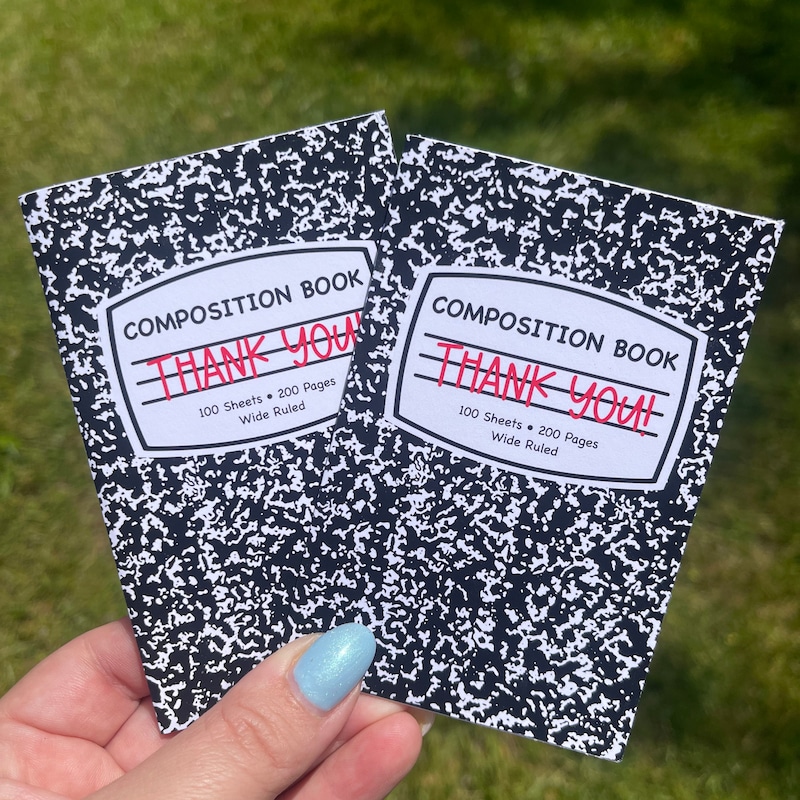 COMPOSITION BOOK
THANK YOU!
100 Sheets • 200 Pages
Wide Ruled
COMPOSITION BOOK
THANK YOU!
100 Sheets • 200 Pages
Wide Ruled